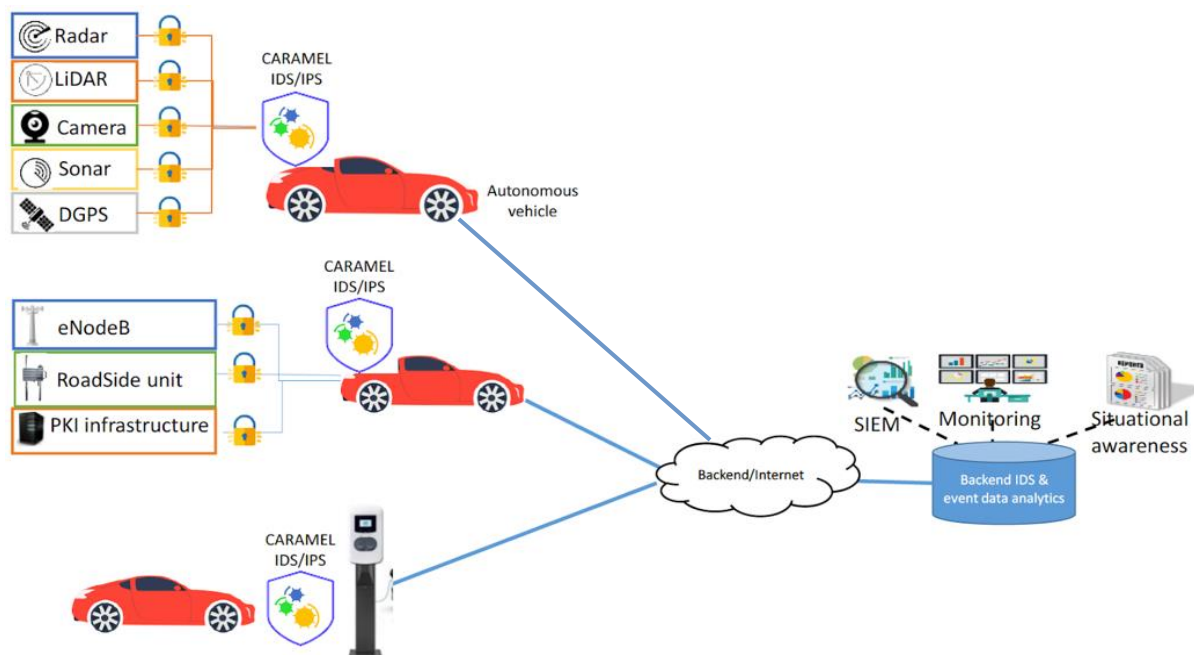 Radar
LiDAR
Camera
Sonar
DGPS
CARAMEL
IDS/IPS
Autonomous
vehicle
eNodeB
RoadSide unit
PKI infrastructure
CARAMEL
IDS/IPS
CARAMEL
IDS/IPS
Backend/Internet
SIEM
Monitoring
REPORTS
Situational
awareness
Backend IDS &
event data analytics